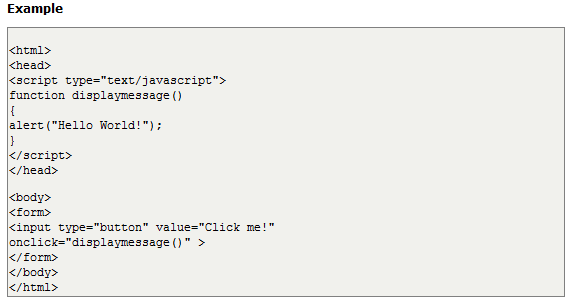 Example
<html>
<head>
<script type="text/javascript">
function displaymessage()
{
alert("Hello World!");
}
</script>
</head>
<body>
<form>
<input type="button" value="Click me!"
onclick="displaymessage()" >
</form>
</body>
</html>